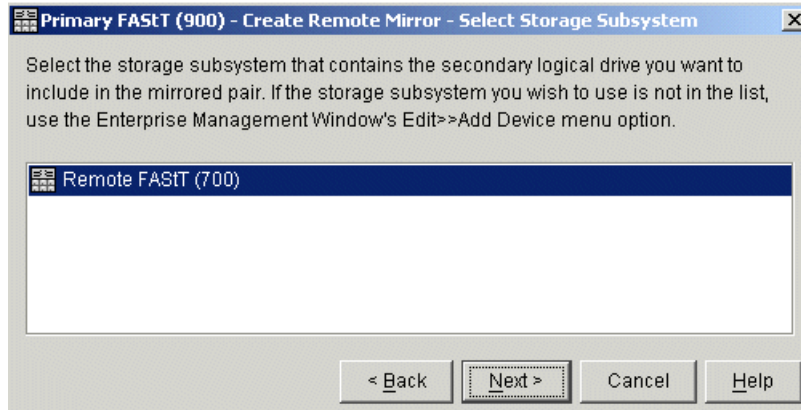 Primary FAStT (900) - Create Remote Mirror - Select Storage Subsystem
Select the storage subsystem that contains the secondary logical drive you want to
include in the mirrored pair. If the storage subsystem you wish to use is not in the list,
use the Enterprise Management Window's Edit>>Add Device menu option.
Remote FAStT (700)
< Back Next > Cancel Help